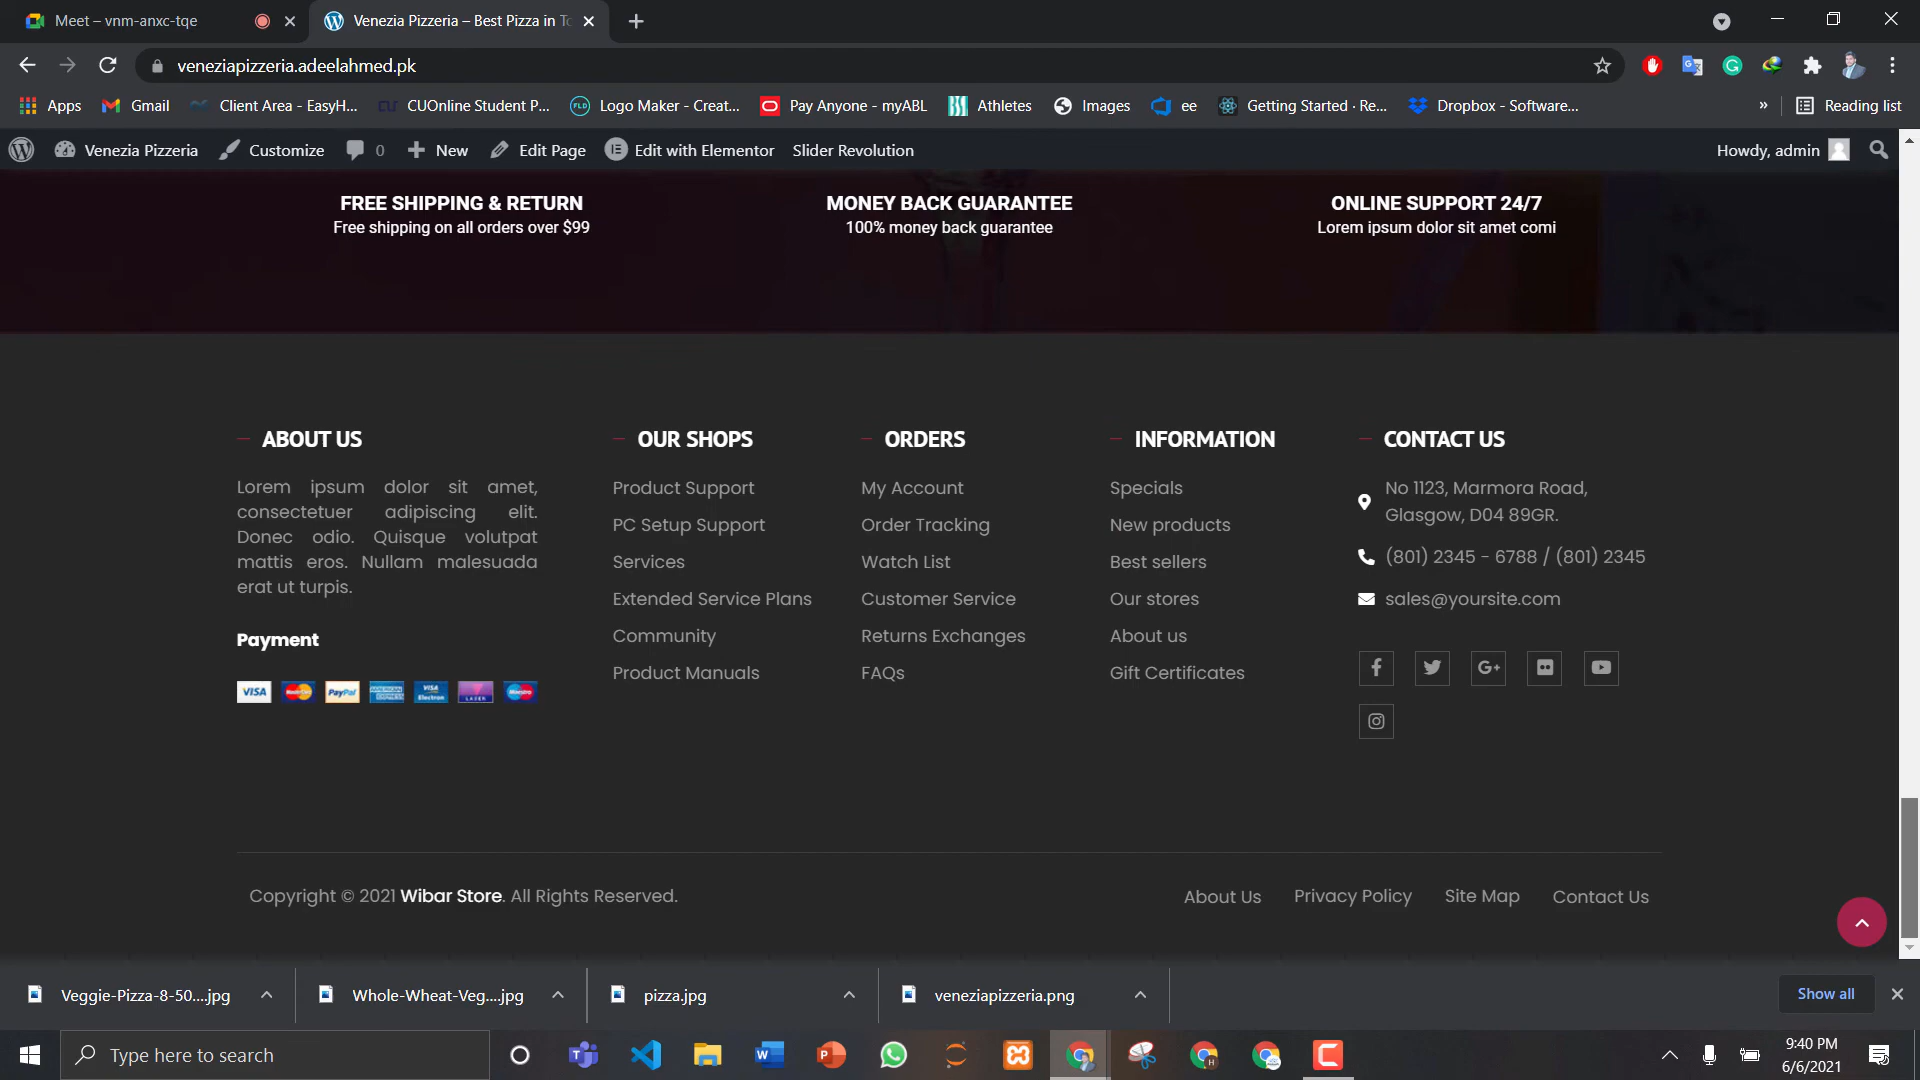 Meet – vnm-anxc-tqe
Venezia Pizzeria – Best Pizza in To
veneziapizzeria.adeelahmed.pk
Apps
Gmail
Client Area - EasyH...
CUOnline Student P...
Logo Maker - Creat...
Pay Anyone - myABL
Athletes
Images
ee
Getting Started · Re...
Dropbox - Software...
»
Reading list
Venezia Pizzeria
Customize
0
New
Edit Page
Edit with Elementor
Slider Revolution
Howdy, admin
FREE SHIPPING & RETURN
Free shipping on all orders over $99
MONEY BACK GUARANTEE
100% money back guarantee
ONLINE SUPPORT 24/7
Lorem ipsum dolor sit amet comi
ABOUT US
Lorem ipsum dolor sit amet,
consectetuer adipiscing elit.
Donec odio. Quisque volutpat
mattis eros. Nullam malesuada
erat ut turpis.
Payment
VISA
MasterCard
PayPal
AMERICAN EXPRESS
VISA Electron
LASER
Maestro
OUR SHOPS
Product Support
PC Setup Support
Services
Extended Service Plans
Community
Product Manuals
ORDERS
My Account
Order Tracking
Watch List
Customer Service
Returns Exchanges
FAQs
INFORMATION
Specials
New products
Best sellers
Our stores
About us
Gift Certificates
CONTACT US
No 1123, Marmora Road,
Glasgow, D04 89GR.
(801) 2345 - 6788 / (801) 2345
sales@yoursite.com
Copyright © 2021 Wibar Store. All Rights Reserved.
About Us
Privacy Policy
Site Map
Contact Us
Veggie-Pizza-8-50....jpg
Whole-Wheat-Veg....jpg
pizza.jpg
veneziapizzeria.png
Show all
Type here to search
9:40 PM
6/6/2021